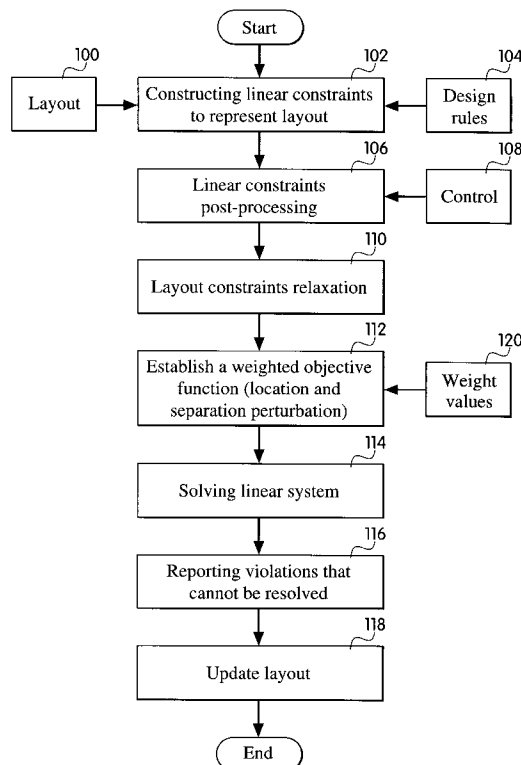 Start
100
102
104
Layout
Constructing linear constraints
to represent layout
Design
rules
106
108
Linear constraints
post-processing
Control
110
Layout constraints relaxation
112
120
Establish a weighted objective
function (location and
separation perturbation)
Weight
values
114
Solving linear system
116
Reporting violations that
cannot be resolved
118
Update layout
End